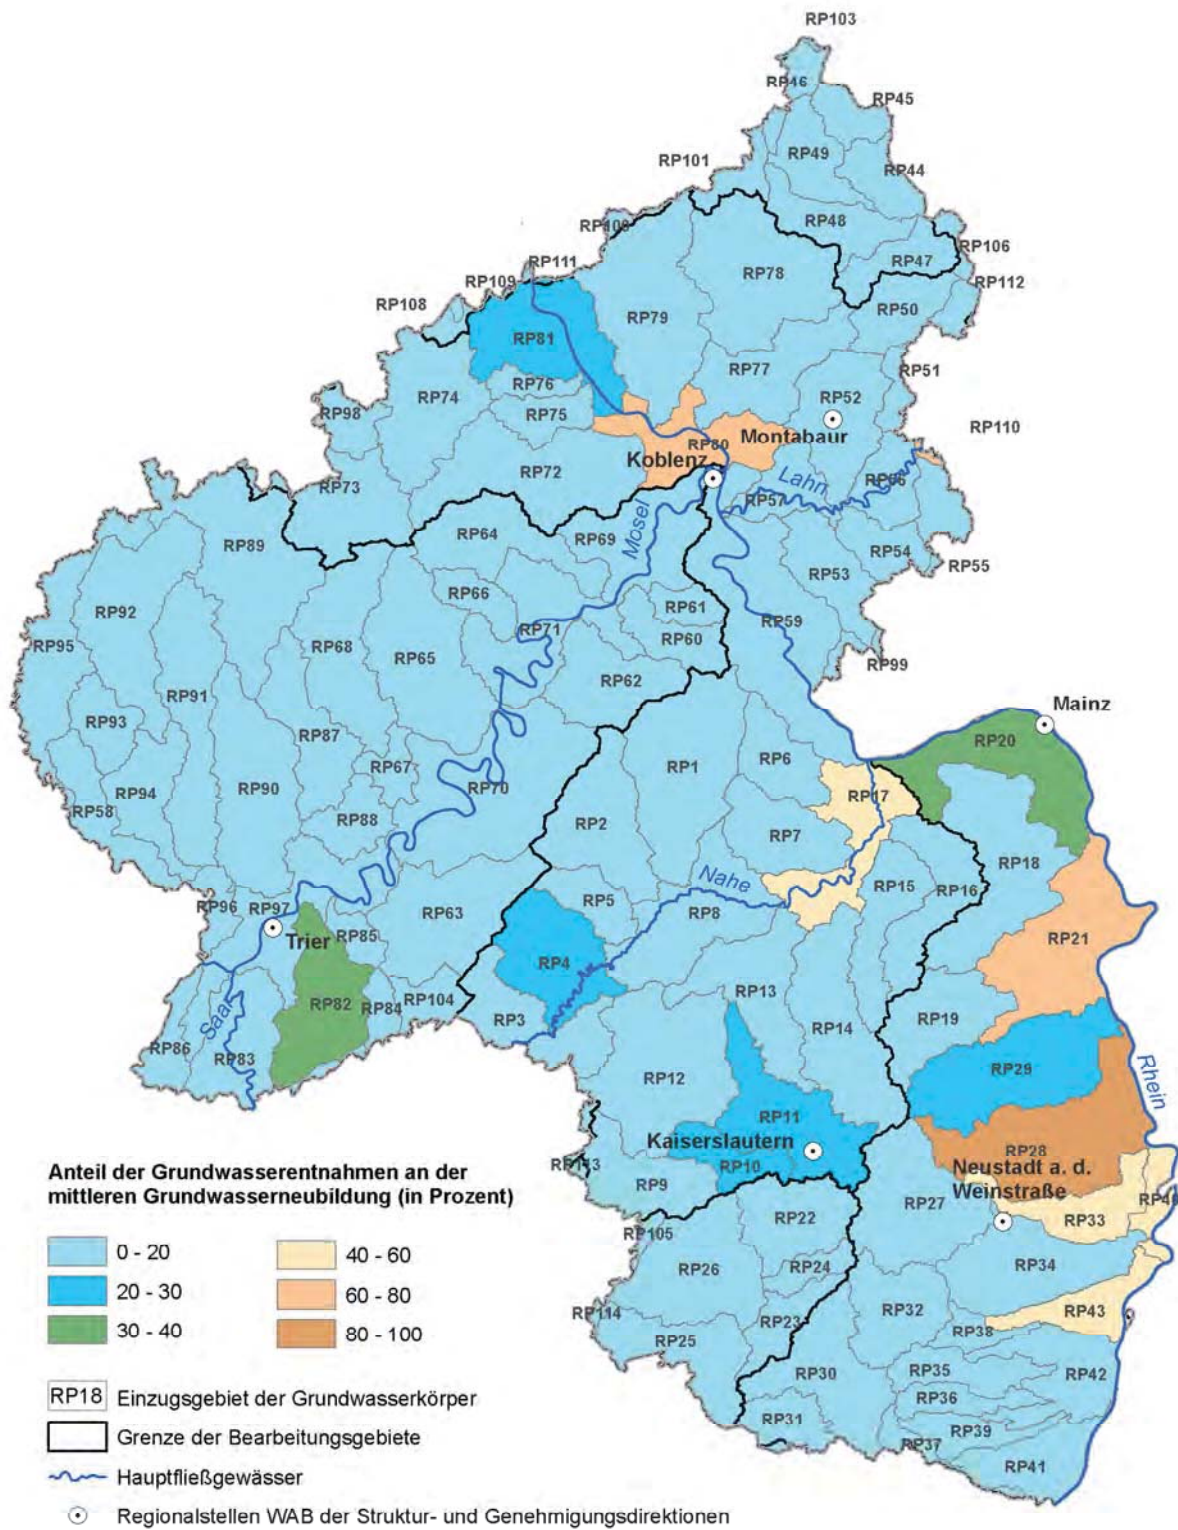 RP103
RP46
RP45
RP49
RP101
RP44
RP48
RP106
RP47
RP111
RP109
RP78
RP112
RP108
RP50
RP79
RP81
RP51
RP76
RP77
RP74
RP52
RP98
RP75
RP110
Montabaur
RP80
Koblenz
RP72
Lahn
RP73
RP57
Mosel
RP64
RP69
RP89
RP54
RP55
RP53
RP66
RP61
RP92
RP59
RP71
RP60
RP95
RP68
RP65
RP99
RP62
RP91
Mainz
RP93
RP87
RP20
RP6
RP1
RP67
RP90
RP70
RP17
RP94
RP58
RP88
RP2
RP7
RP18
Nahe
RP15
RP16
RP5
RP96
RP97
RP63
RP8
Trier
RP85
RP21
RP4
RP13
RP82
RP84
RP104
RP3
RP19
Saar
RP14
RP86
RP83
RP29
Rhein
RP12
RP11
Kaiserslautern
RP28
RP10
RP9
Neustadt a. d.
Weinstraße
RP27
RP22
RP33
RP105
RP24
RP26
RP34
RP114
RP32
RP43
RP23
RP38
RP25
RP35
RP42
RP30
RP36
RP31
RP39
RP37
RP41
Anteil der Grundwasserentnahmen an der
mittleren Grundwasserneubildung (in Prozent)
0 - 20
20 - 30
30 - 40
40 - 60
60 - 80
80 - 100
RP18 Einzugsgebiet der Grundwasserkörper
Grenze der Bearbeitungsgebiete
Hauptfließgewässer
Regionalstellen WAB der Struktur- und Genehmigungsdirektionen